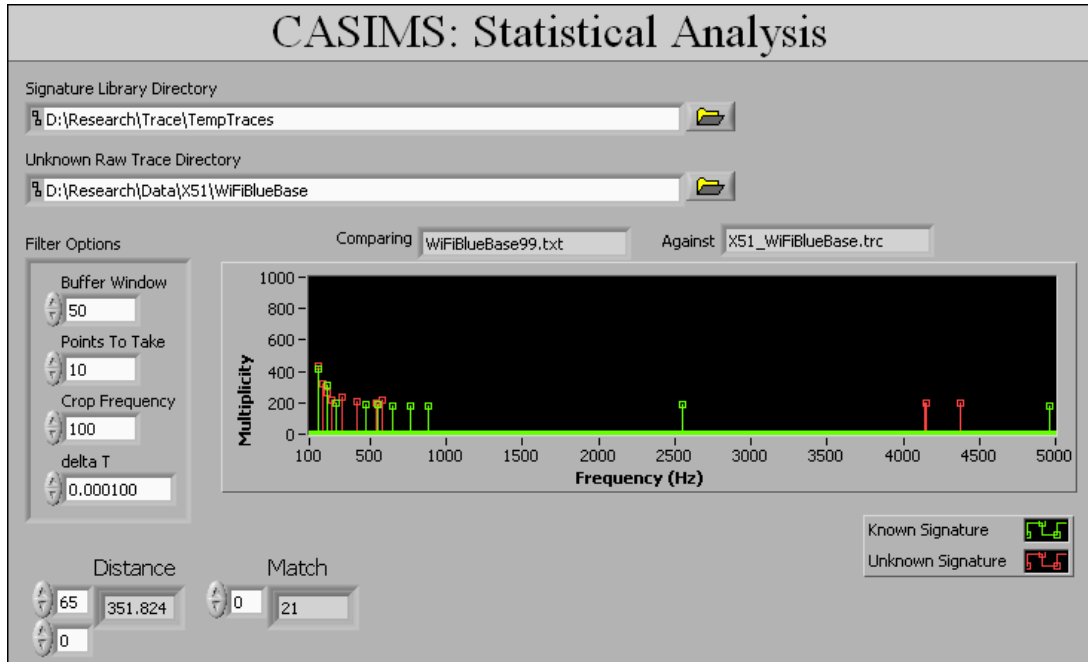 CASIMS: Statistical Analysis
Signature Library Directory
D:\Research\Trace\TempTraces
Unknown Raw Trace Directory
D:\Research\Data\X51\WiFiBlueBase
Filter Options
Comparing WiFiBlueBase99.txt Against X51_WiFiBlueBase.trc
Buffer Window
50
Points To Take
10
Crop Frequency
100
delta T
0.000100
Multiplicity
1000
800
600
400
200
0
100 500 1000 1500 2000 2500 3000 3500 4000 4500 5000
Frequency (Hz)
Known Signature
Unknown Signature
Distance
65 351.824
0
Match
0 21